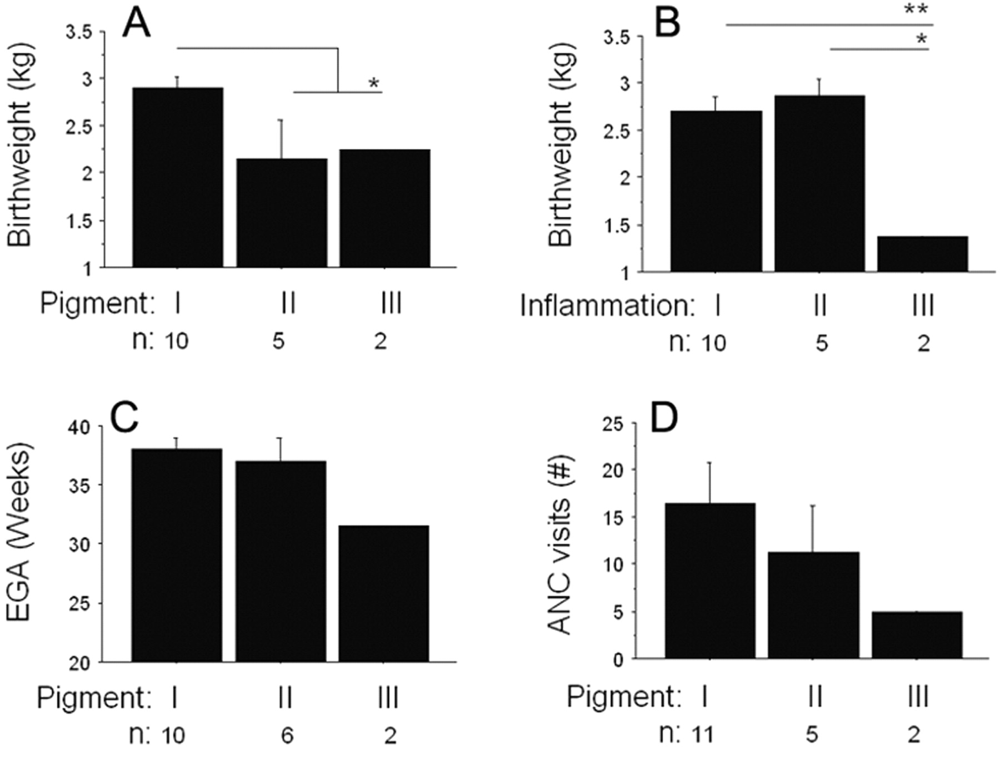 A
Birthweight (kg)
3.5
3
2.5
2
1.5
1
*
Pigment: I II III
n: 10 5 2
B
Birthweight (kg)
3.5
3
2.5
2
1.5
1
**
*
Inflammation: I II III
n: 10 5 2
C
EGA (Weeks)
40
35
30
25
20
Pigment: I II III
n: 10 6 2
D
ANC visits (#)
25
20
15
10
5
0
Pigment: I II III
n: 11 5 2